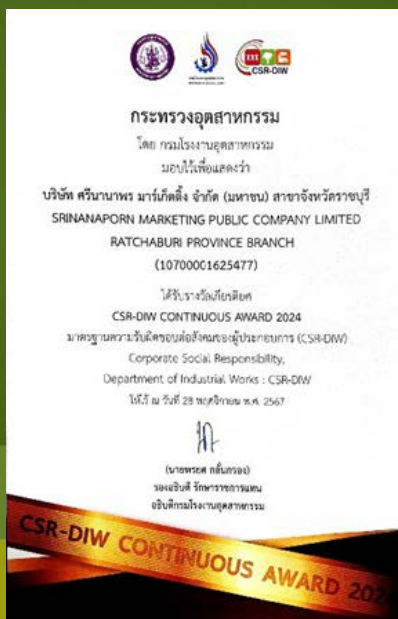 CSR-DIW
กระทรวงอุตสาหกรรม
โดย กรมโรงงานอุตสาหกรรม
มอบไว้เพื่อแสดงว่า
บริษัท ศรีนานาพร มาร์เก็ตติ้ง จำกัด (มหาชน) สาขาจังหวัดราชบุรี
SRINANAPORN MARKETING PUBLIC COMPANY LIMITED
RATCHABURI PROVINCE BRANCH
(10700001625477)
ได้รับรางวัลเกียรติยศ
CSR-DIW CONTINUOUS AWARD 2024
มาตรฐานความรับผิดชอบต่อสังคมของผู้ประกอบการ (CSR-DIW)
Corporate Social Responsibility,
Department of Industrial Works : CSR-DIW
ให้ไว้ ณ วันที่ 28 พฤศจิกายน พ.ศ. 2567
(นายพรยศ กลั่นกรอง)
รองอธิบดี รักษาราชการแทน
อธิบดีกรมโรงงานอุตสาหกรรม
CSR-DIW CONTINUOUS AWARD 202